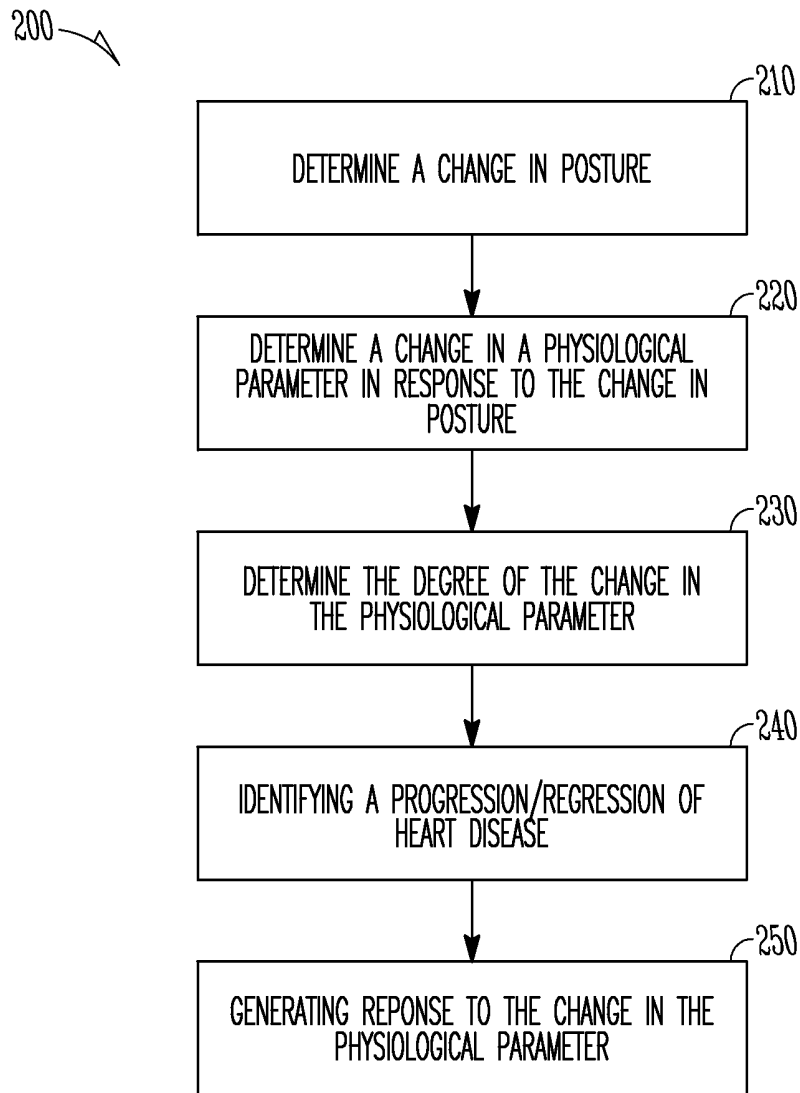 200
210
DETERMINE A CHANGE IN POSTURE
220
DETERMINE A CHANGE IN A PHYSIOLOGICAL
PARAMETER IN RESPONSE TO THE CHANGE IN
POSTURE
230
DETERMINE THE DEGREE OF THE CHANGE IN
THE PHYSIOLOGICAL PARAMETER
240
IDENTIFYING A PROGRESSION/REGRESSION OF
HEART DISEASE
250
GENERATING REPONSE TO THE CHANGE IN THE
PHYSIOLOGICAL PARAMETER